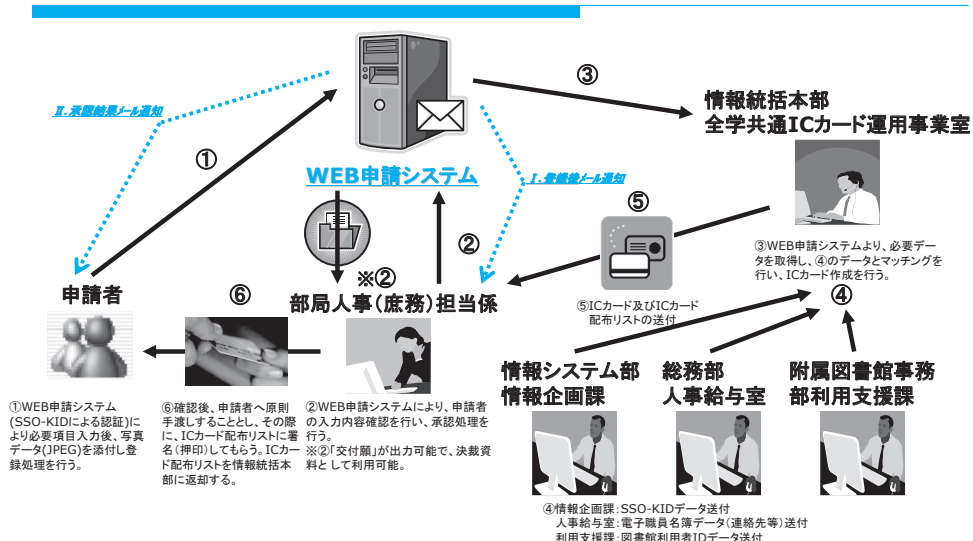 ③
情報統括本部
全学共通ICカード運用事業室
Ⅱ.承認結果メール通知
①
WEB申請システム
Ⅰ.登録後メール通知
⑤
②
③WEB申請システムより、必要デー
タを取得し、④のデータとマッチングを
行い、ICカード作成を行う。
※②
申請者
⑥
部局人事(庶務)担当係
⑤ICカード及びICカード
配布リストの送付
④
情報システム部
情報企画課
総務部
人事給与室
附属図書館事務
部利用支援課
①WEB申請システム
(SSO-KIDによる認証)に
より必要項目入力後、写真
データ(JPEG)を添付し登
録処理を行う。
⑥確認後、申請者へ原則
手渡しすることとし、その際
に、ICカード配布リストに署
名(押印)してもらう。ICカー
ド配布リストを情報統括本
部に返却する。
②WEB申請システムにより、申請者
の入力内容確認を行い、承認処理を
行う。
※②「交付願」が出力可能で、決裁資
料として利用可能。
④情報企画課:SSO-KIDデータ送付
人事給与室:電子職員名簿データ(連絡先等)送付
利用支援課:図書館利用者IDデータ送付